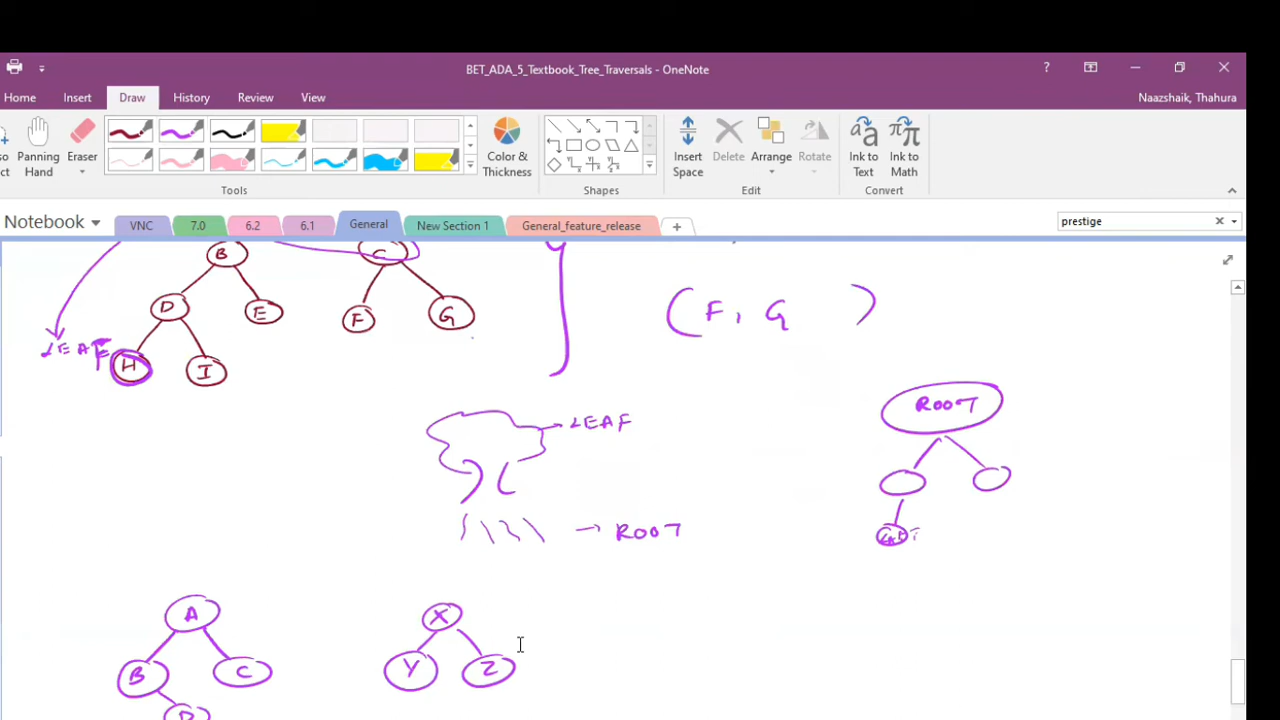 BET_ADA_5_Textbook_Tree_Traversals - OneNote
?
Naazshaik, Thahura
Home Insert Draw History Review View
Panning Hand
Eraser
Color & Thickness
Insert Space
Delete
Arrange
Rotate
Ink to Text
Ink to Math
Tools
Shapes
Edit
Convert
Notebook
VNC 7.0 6.2 6.1 General New Section 1 General_feature_release +
prestige
B C
D E F G
(F, G )
LEAF
H I
ROOT
LEAF
ROOT
A X
B C Y Z
D